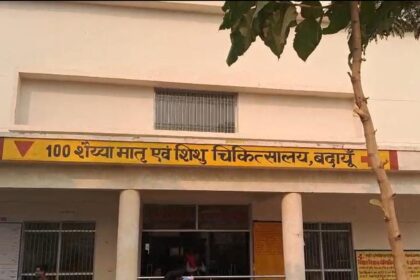 100 शैय्या मातृ एवं शिशु चिकित्सालय, बदायूँ